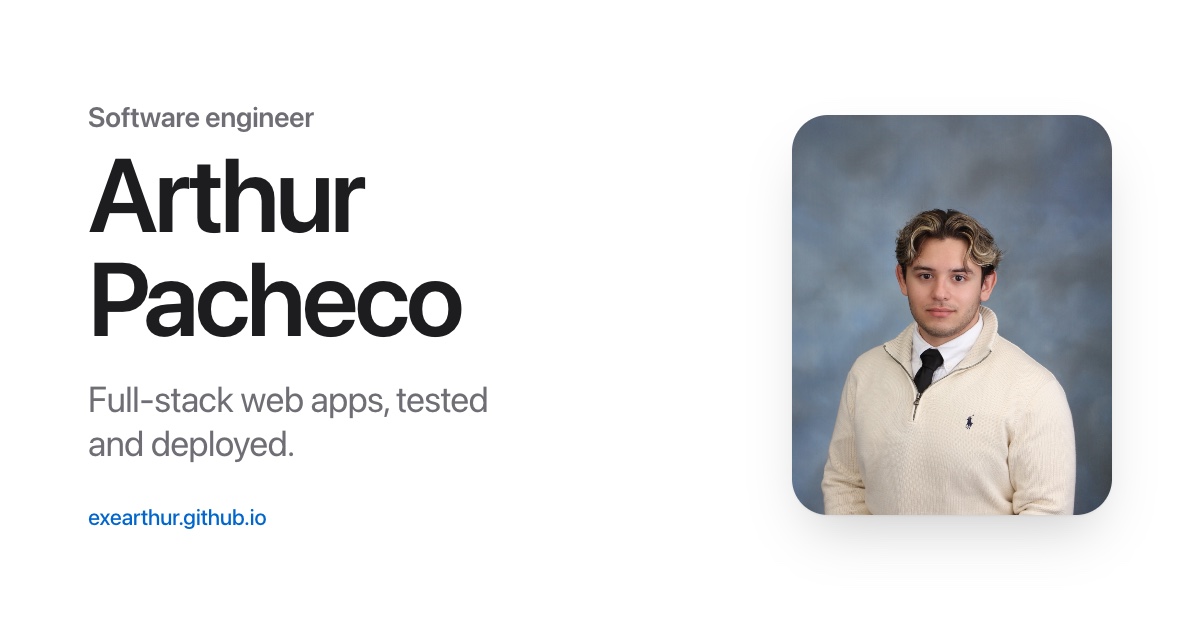 Software engineer
Arthur
Pacheco
Full-stack web apps, tested
and deployed.
exearthur.github.io